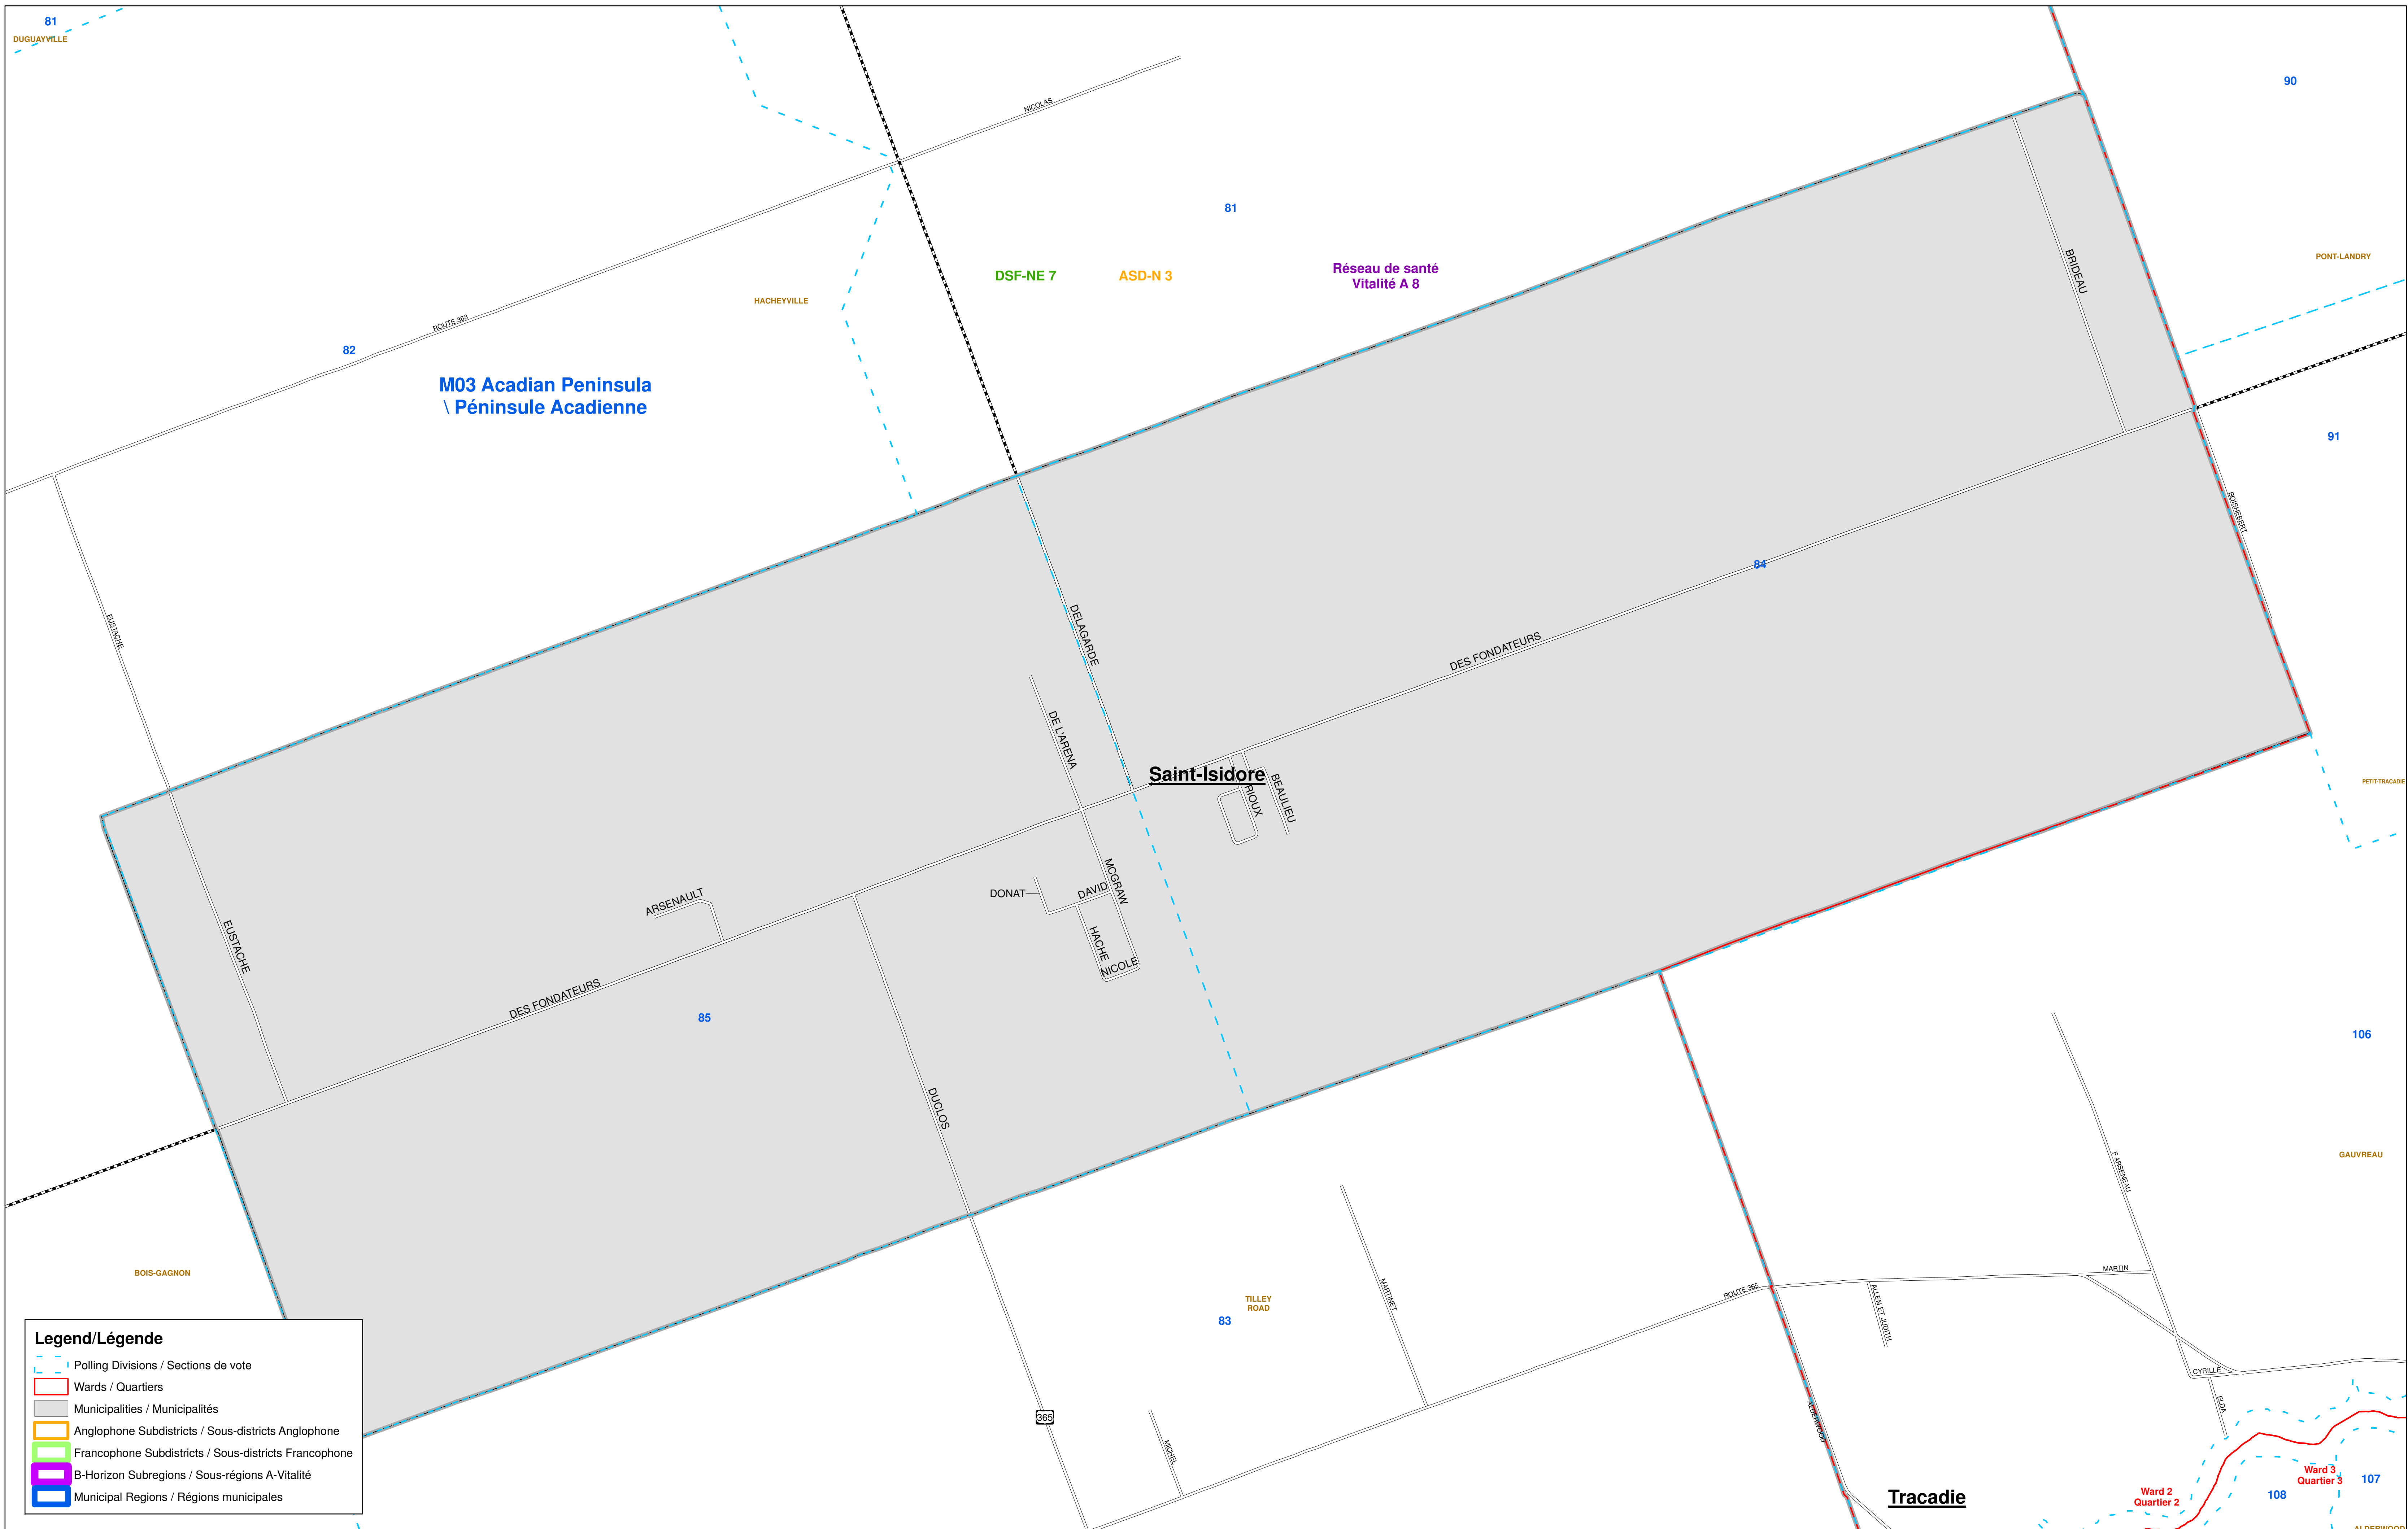 81
DUGUAYVILLE
NICOLAS
90
81
DSF-NE 7
ASD-N 3
Réseau de santé
Vitalité A 8
PONT-LANDRY
BRIDEAU
HACHEYVILLE
ROUTE 363
82
M03 Acadian Peninsula
\ Péninsule Acadienne
91
BOISHEBERT
84
EUSTACHE
DELAGARDE
DES FONDATEURS
DE L'ARENA
Saint-Isidore
RIOUX
BEAULIEU
PETIT-TRACADIE
MCGRAW
DONAT
DAVID
ARSENAULT
HACHE
NICOLE
EUSTACHE
DES FONDATEURS
85
106
DUCLOS
GAUVREAU
F ARSENEAU
BOIS-GAGNON
TILLEY
ROAD
83
MARTINET
ROUTE 365
MARTIN
ALLEN ET JUDITH
CYRILLE
ELDA
ALDERWOOD
365
MICHEL
Tracadie
Ward 2
Quartier 2
Ward 3
Quartier 3
107
108
ALDERWOOD
Legend/Légende
Polling Divisions / Sections de vote
Wards / Quartiers
Municipalities / Municipalités
Anglophone Subdistricts / Sous-districts Anglophone
Francophone Subdistricts / Sous-districts Francophone
B-Horizon Subregions / Sous-régions A-Vitalité
Municipal Regions / Régions municipales